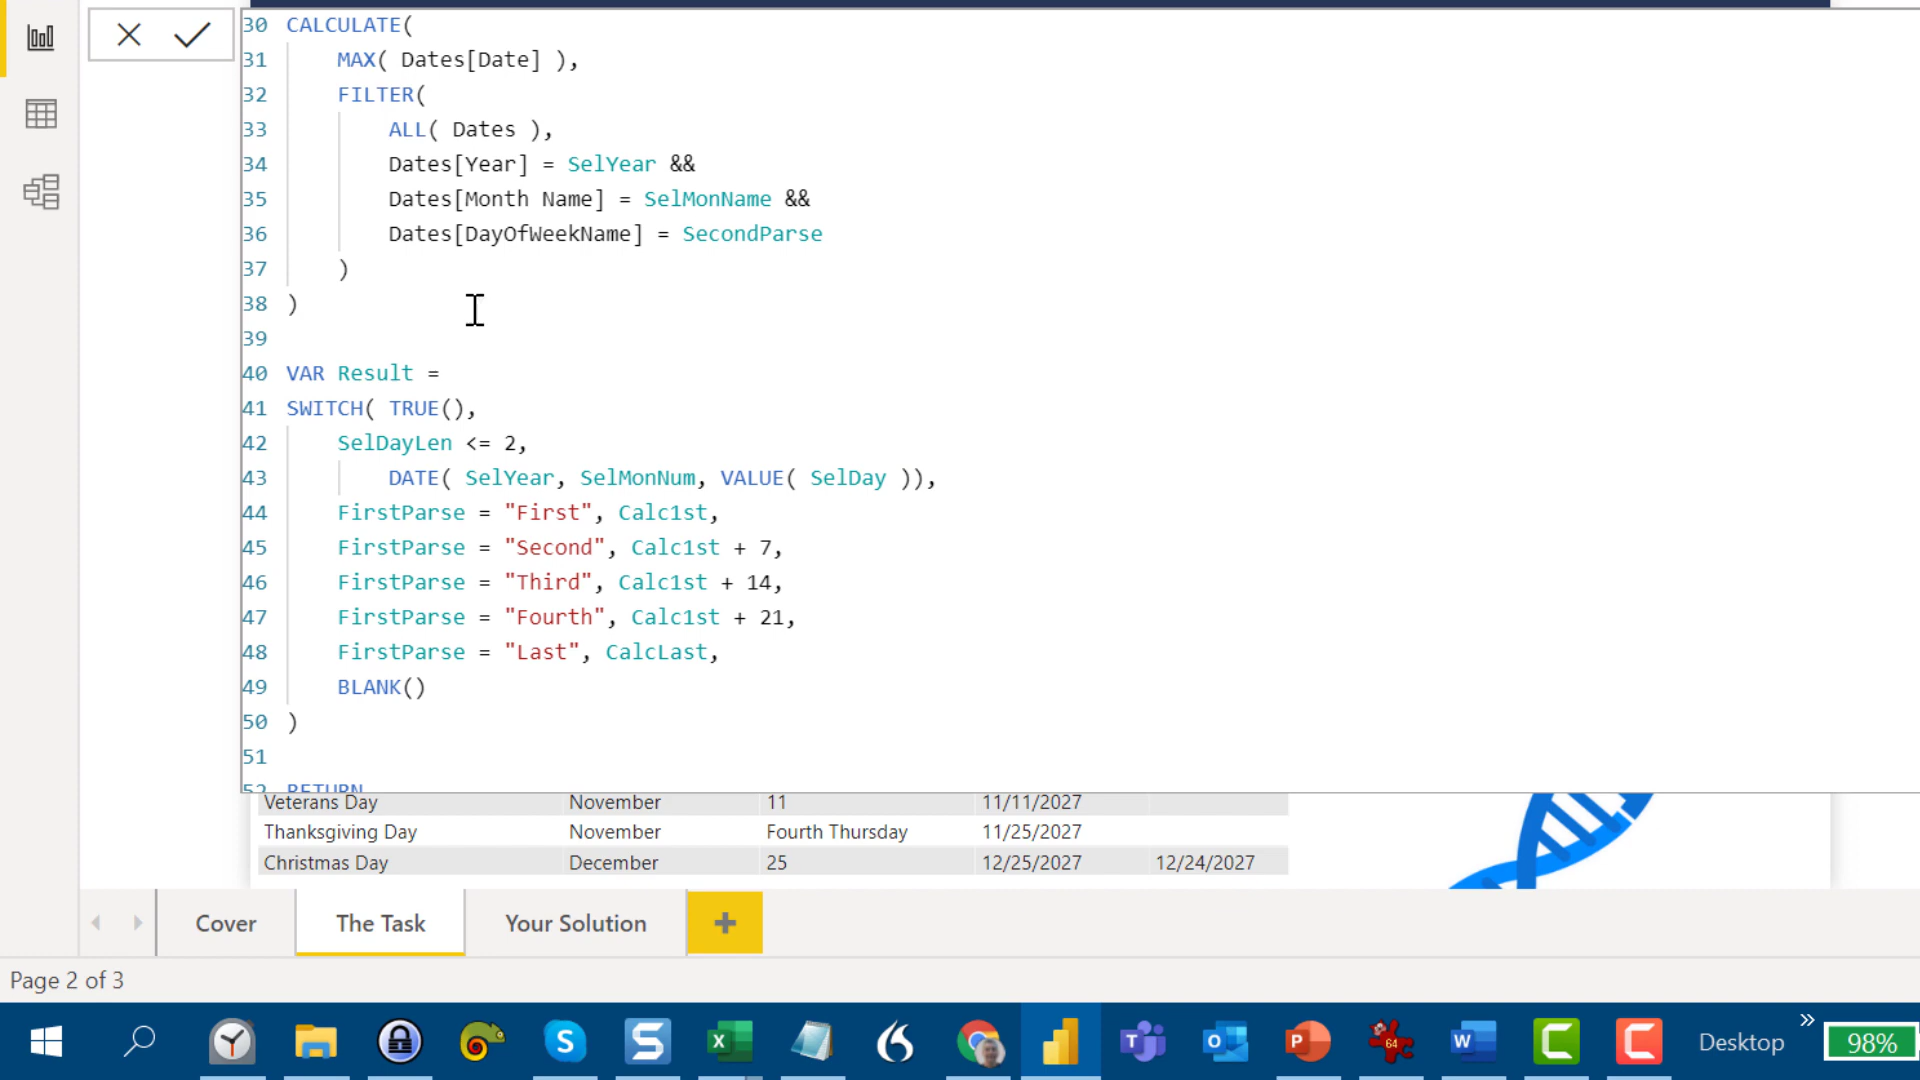 30 CALCULATE(
31 MAX( Dates[Date] ),
32 FILTER(
33 ALL( Dates ),
34 Dates[Year] = SelYear &&
35 Dates[Month Name] = SelMonName &&
36 Dates[DayOfWeekName] = SecondParse
37 )
38 )
39
40 VAR Result =
41 SWITCH( TRUE(),
42 SelDayLen <= 2,
43 DATE( SelYear, SelMonNum, VALUE( SelDay )),
44 FirstParse = "First", Calc1st,
45 FirstParse = "Second", Calc1st + 7,
46 FirstParse = "Third", Calc1st + 14,
47 FirstParse = "Fourth", Calc1st + 21,
48 FirstParse = "Last", CalcLast,
49 BLANK()
50 )
51
52 RETURN
Veterans Day November 11 11/11/2027
Thanksgiving Day November Fourth Thursday 11/25/2027
Christmas Day December 25 12/25/2027 12/24/2027
Cover The Task Your Solution +
Page 2 of 3
Desktop » 98%